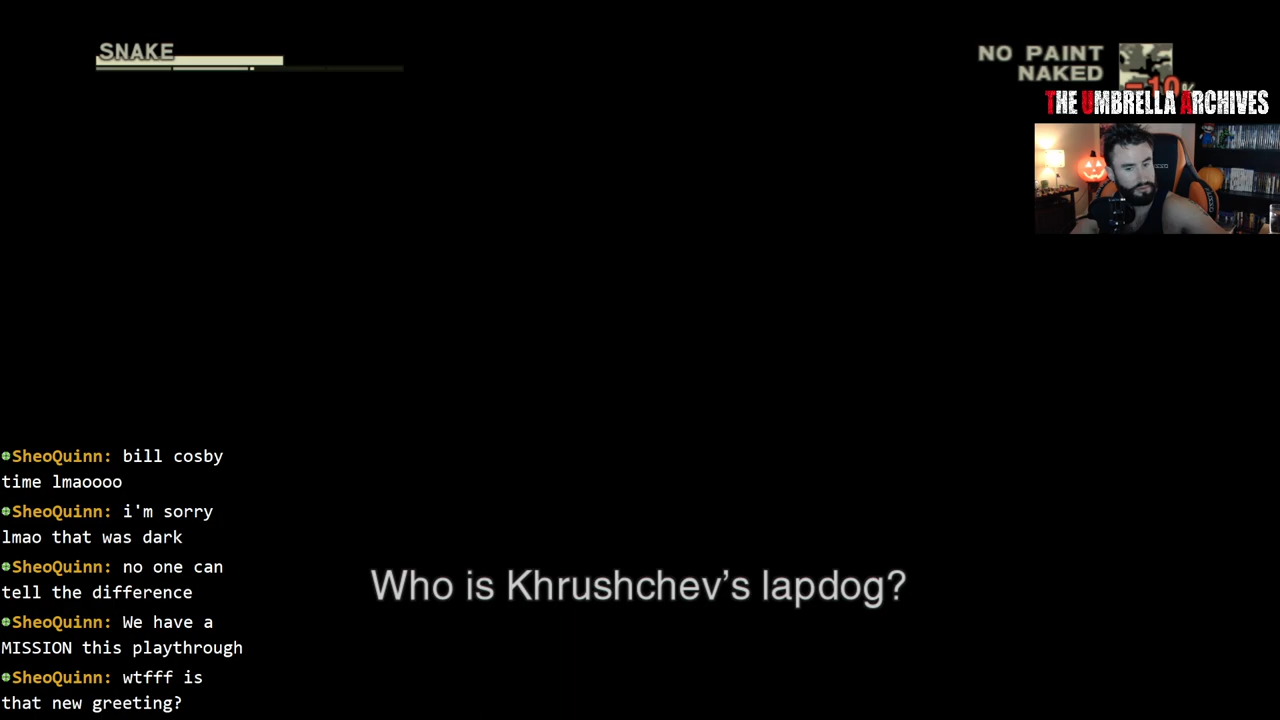 SNAKE
NO PAINT
NAKED
-10
THE UMBRELLA ARCHIVES
SheoQuinn: bill cosby
time lmaoooo
SheoQuinn: i'm sorry
lmao that was dark
SheoQuinn: no one can
tell the difference
SheoQuinn: We have a
MISSION this playthrough
SheoQuinn: wtfff is
that new greeting?
Who is Khrushchev's lapdog?